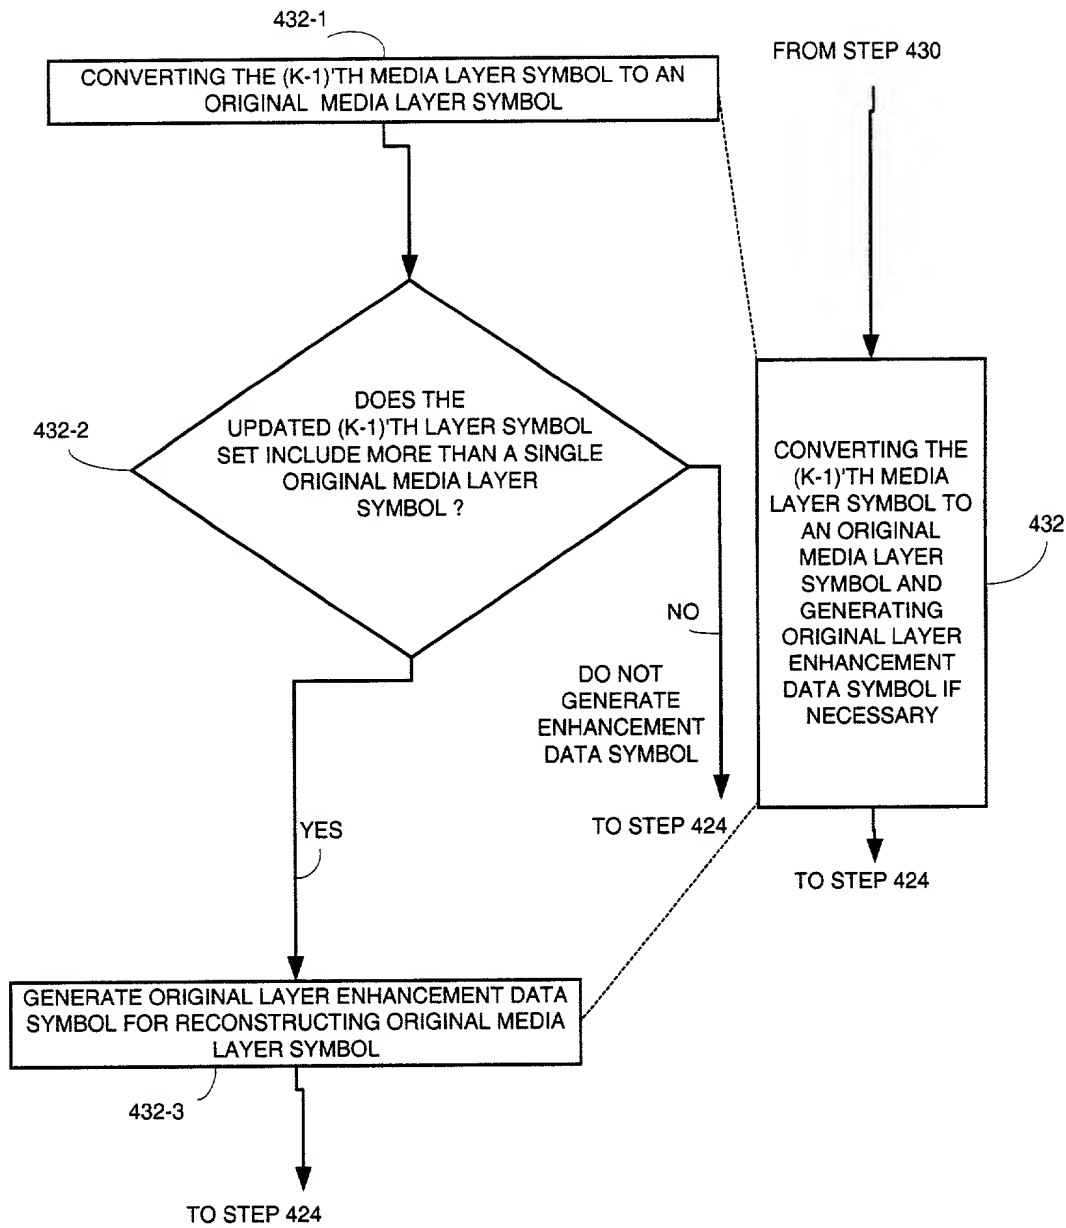 432-1
CONVERTING THE (K-1)'TH MEDIA LAYER SYMBOL TO AN
ORIGINAL MEDIA LAYER SYMBOL
FROM STEP 430
432-2
DOES THE
UPDATED (K-1)'TH LAYER SYMBOL
SET INCLUDE MORE THAN A SINGLE
ORIGINAL MEDIA LAYER
SYMBOL ?
NO
DO NOT
GENERATE
ENHANCEMENT
DATA SYMBOL
TO STEP 424
YES
GENERATE ORIGINAL LAYER ENHANCEMENT DATA
SYMBOL FOR RECONSTRUCTING ORIGINAL MEDIA
LAYER SYMBOL
432-3
TO STEP 424
CONVERTING THE
(K-1)'TH MEDIA
LAYER SYMBOL TO
AN ORIGINAL
MEDIA LAYER
SYMBOL AND
GENERATING
ORIGINAL LAYER
ENHANCEMENT
DATA SYMBOL IF
NECESSARY
432
TO STEP 424